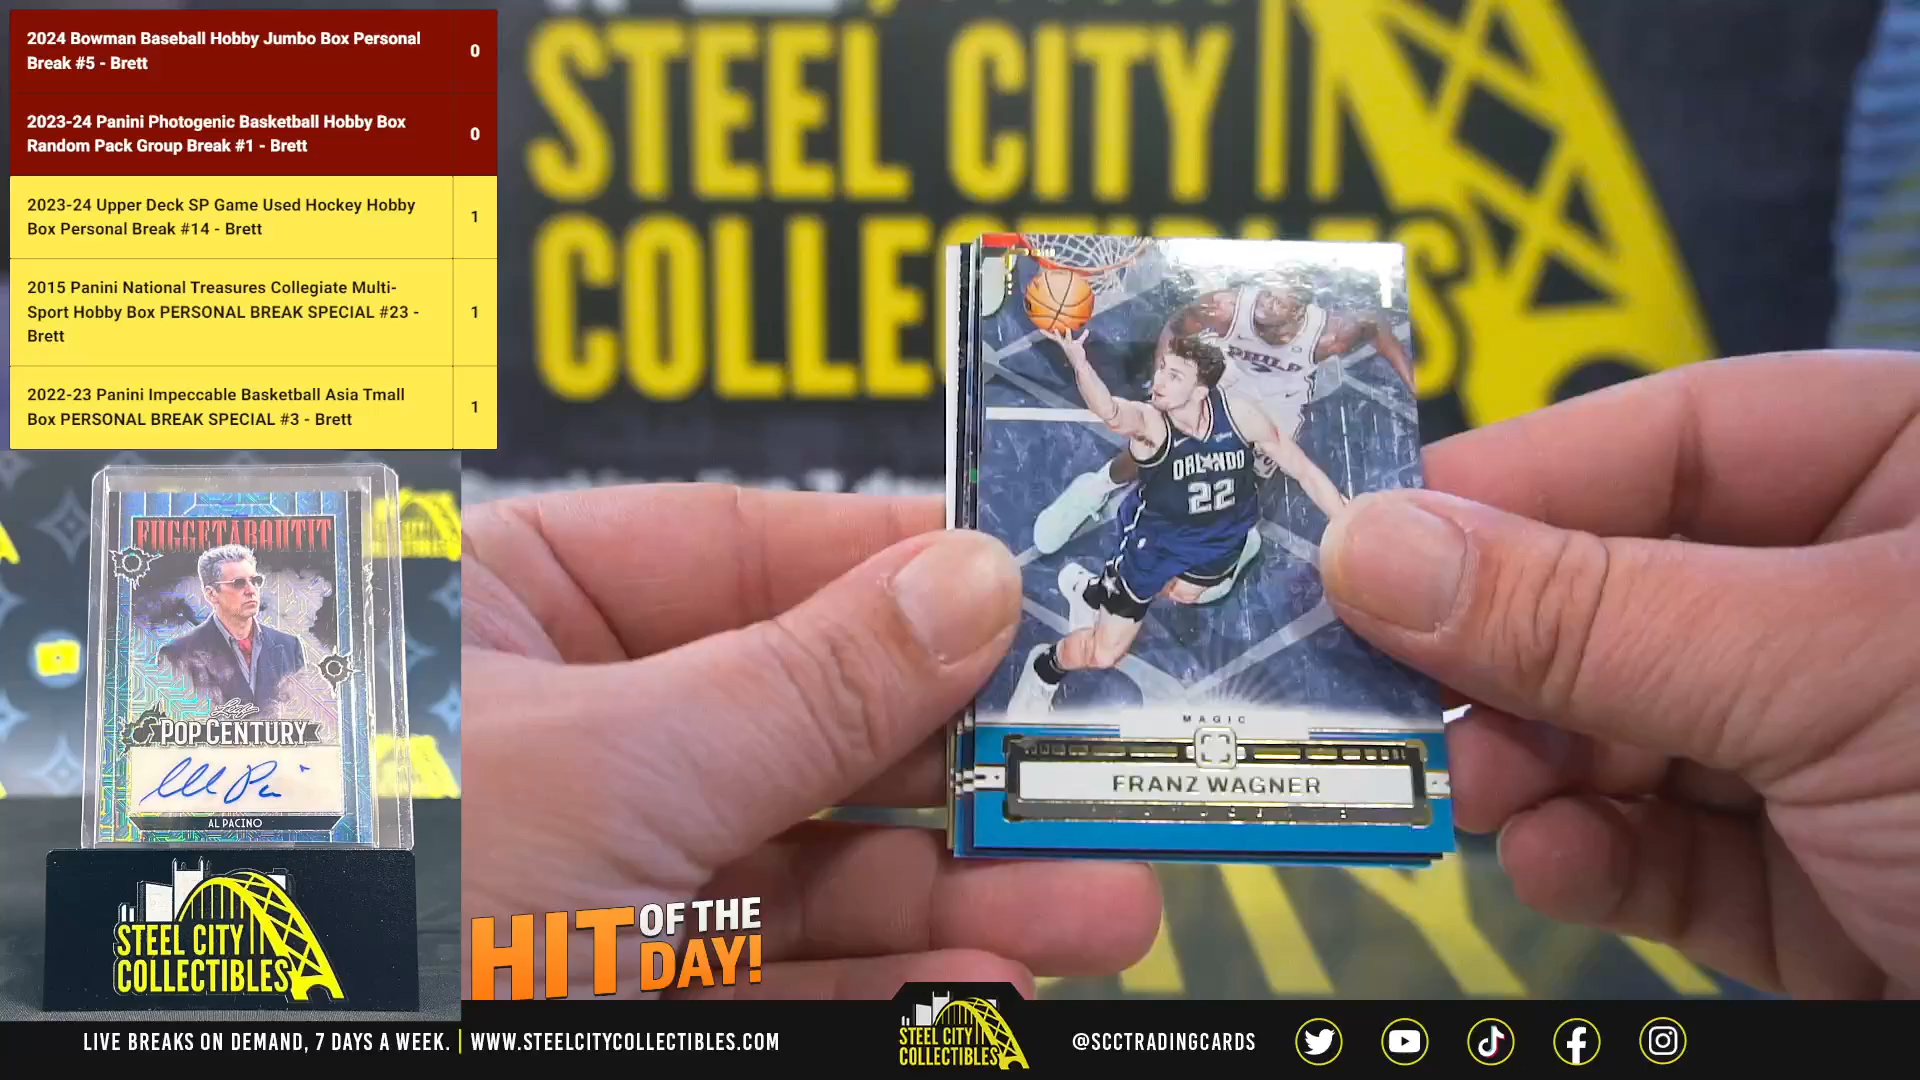 2024 Bowman Baseball Hobby Jumbo Box Personal
Break #5 - Brett
0
2023-24 Panini Photogenic Basketball Hobby Box
Random Pack Group Break #1 - Brett
0
2023-24 Upper Deck SP Game Used Hockey Hobby
Box Personal Break #14 - Brett
1
2015 Panini National Treasures Collegiate Multi-
Sport Hobby Box PERSONAL BREAK SPECIAL #23 -
Brett
1
2022-23 Panini Impeccable Basketball Asia Tmall
Box PERSONAL BREAK SPECIAL #3 - Brett
1
STEEL CITY
PHILA
ORLANDO
22
MAGIC
FRANZ WAGNER
FUGGETABOUTIT
Leaf
POP CENTURY
AL PACINO
STEEL CITY
COLLECTIBLES
HIT OF THE
DAY!
LIVE BREAKS ON DEMAND, 7 DAYS A WEEK. | WWW.STEELCITYCOLLECTIBLES.COM
STEEL CITY
COLLECTIBLES
@SCCTRADINGCARDS